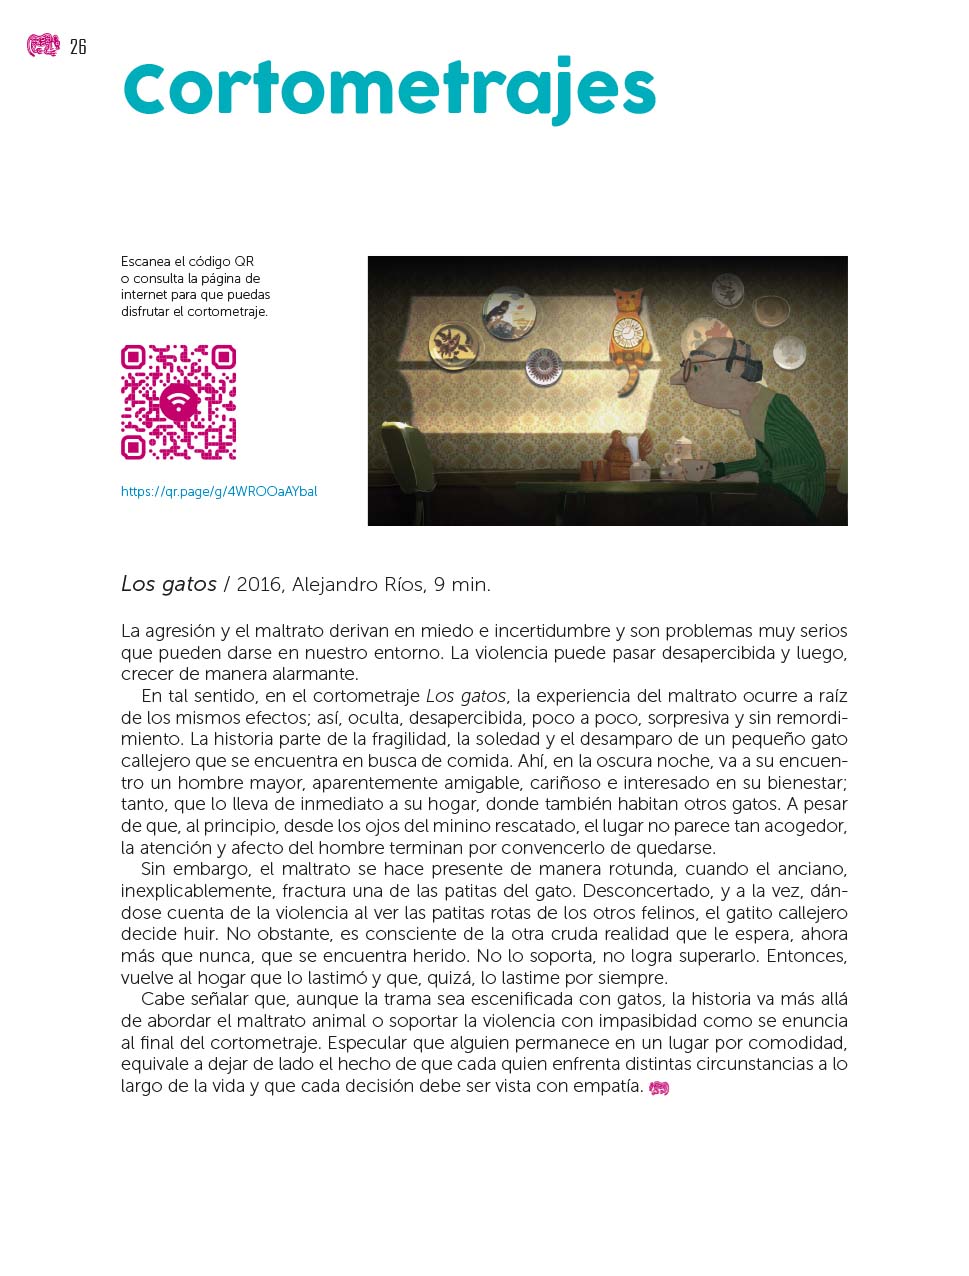 26
Cortometrajes
Escanea el código QR
o consulta la página de
internet para que puedas
disfrutar el cortometraje.
https://qr.page/g/4WROOaAYbal
Los gatos / 2016, Alejandro Ríos, 9 min.
La agresión y el maltrato derivan en miedo e incertidumbre y son problemas muy serios
que pueden darse en nuestro entorno. La violencia puede pasar desapercibida y luego,
crecer de manera alarmante.
En tal sentido, en el cortometraje Los gatos, la experiencia del maltrato ocurre a raíz
de los mismos efectos; así, oculta, desapercibida, poco a poco, sorpresiva y sin remordi-
miento. La historia parte de la fragilidad, la soledad y el desamparo de un pequeño gato
callejero que se encuentra en busca de comida. Ahí, en la oscura noche, va a su encuen-
tro un hombre mayor, aparentemente amigable, cariñoso e interesado en su bienestar;
tanto, que lo lleva de inmediato a su hogar, donde también habitan otros gatos. A pesar
de que, al principio, desde los ojos del minino rescatado, el lugar no parece tan acogedor,
la atención y afecto del hombre terminan por convencerlo de quedarse.
Sin embargo, el maltrato se hace presente de manera rotunda, cuando el anciano,
inexplicablemente, fractura una de las patitas del gato. Desconcertado, y a la vez, dán-
dose cuenta de la violencia al ver las patitas rotas de los otros felinos, el gatito callejero
decide huir. No obstante, es consciente de la otra cruda realidad que le espera, ahora
más que nunca, que se encuentra herido. No lo soporta, no logra superarlo. Entonces,
vuelve al hogar que lo lastimó y que, quizá, lo lastime por siempre.
Cabe señalar que, aunque la trama sea escenificada con gatos, la historia va más allá
de abordar el maltrato animal o soportar la violencia con impasibidad como se enuncia
al final del cortometraje. Especular que alguien permanece en un lugar por comodidad,
equivale a dejar de lado el hecho de que cada quien enfrenta distintas circunstancias a lo
largo de la vida y que cada decisión debe ser vista con empatía.